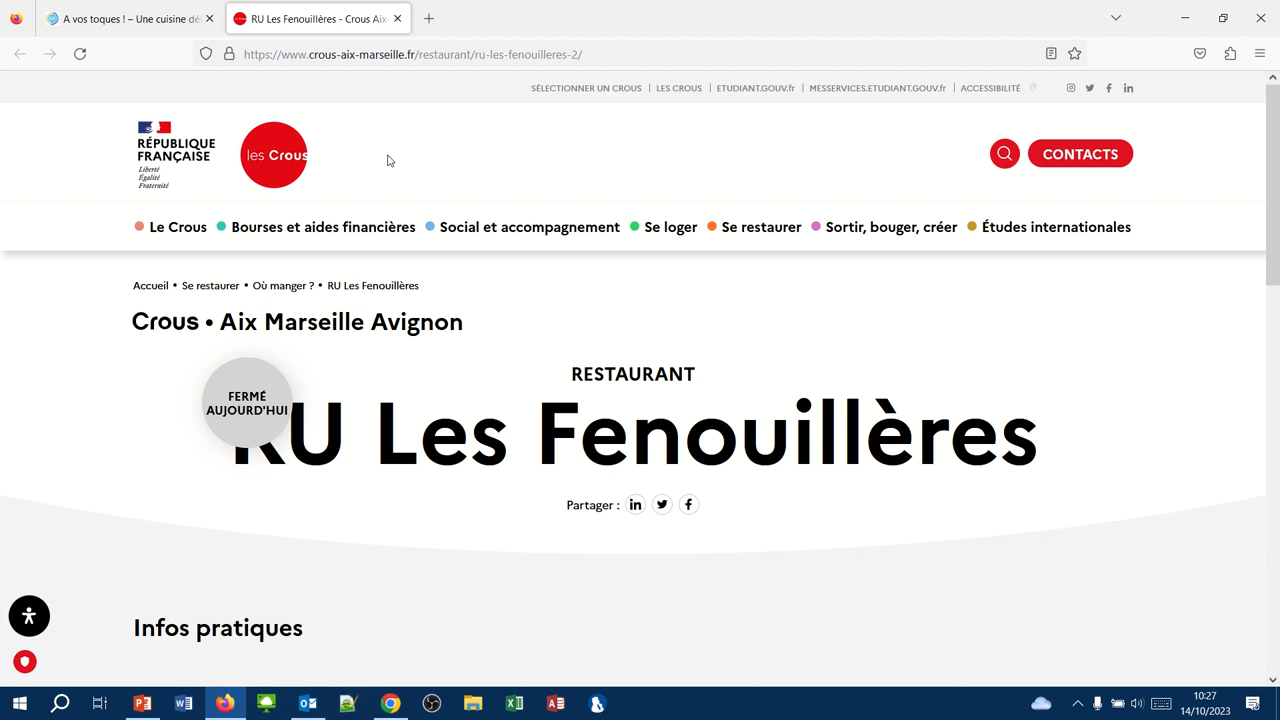 A vos toques ! – Une cuisine dél
RU Les Fenouillères - Crous Aix-
https://www.crous-aix-marseille.fr/restaurant/ru-les-fenouilleres-2/
SÉLECTIONNER UN CROUS | LES CROUS | ETUDIANT.GOUV.fr | MESSERVICES.ETUDIANT.GOUV.fr | ACCESSIBILITÉ
RÉPUBLIQUE
FRANÇAISE
Liberté
Égalité
Fraternité
les Crous
CONTACTS
Le Crous Bourses et aides financières Social et accompagnement Se loger Se restaurer Sortir, bouger, créer Études internationales
Accueil • Se restaurer • Où manger ? • RU Les Fenouillères
Crous • Aix Marseille Avignon
FERMÉ
AUJOURD'HUI
RESTAURANT
RU Les Fenouillères
Partager :
Infos pratiques
10:27
14/10/2023